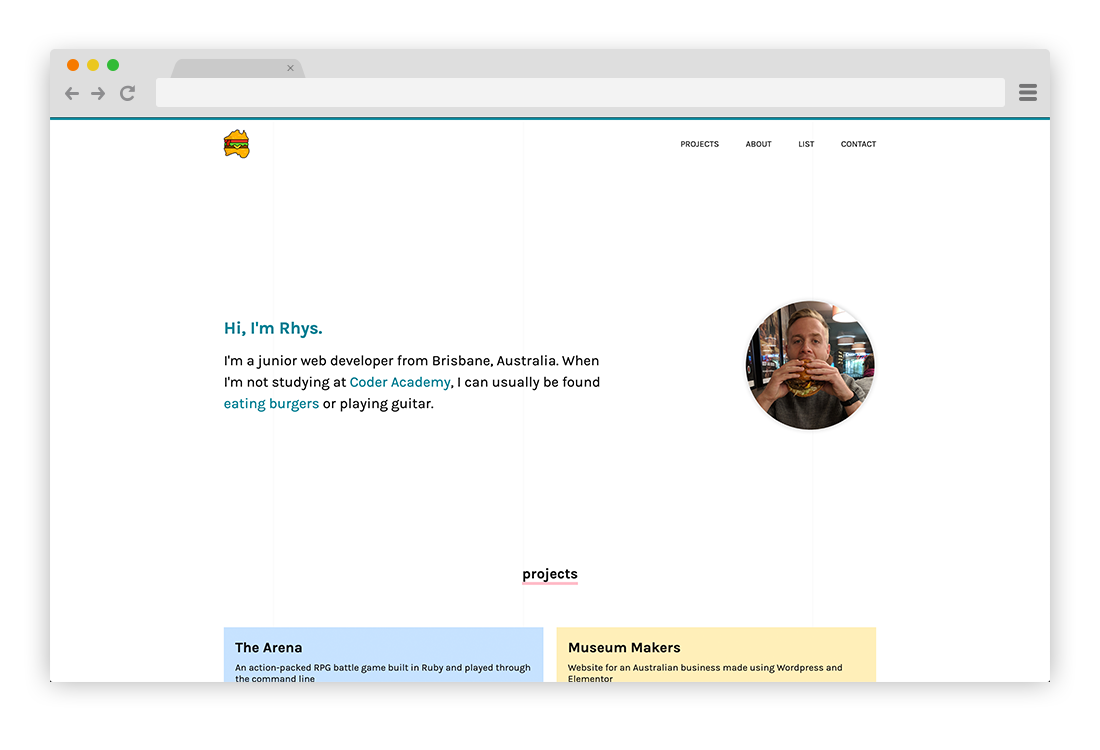 PROJECTS ABOUT LIST CONTACT
Hi, I'm Rhys.
I'm a junior web developer from Brisbane, Australia. When
I'm not studying at Coder Academy, I can usually be found
eating burgers or playing guitar.
projects
The Arena
An action-packed RPG battle game built in Ruby and played through
the command line
Museum Makers
Website for an Australian business made using Wordpress and
Elementor